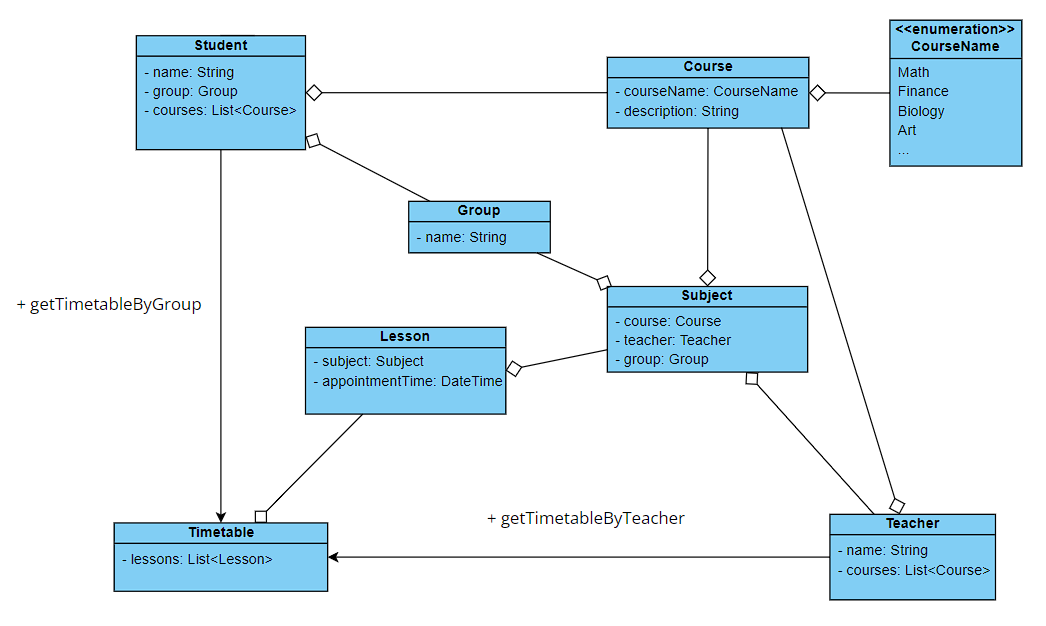 Student
- name: String
- group: Group
- courses: List<Course>
Course
- courseName: CourseName
- description: String
<<enumeration>>
CourseName
Math
Finance
Biology
Art
...
Group
- name: String
+ getTimetableByGroup
Subject
- course: Course
- teacher: Teacher
- group: Group
Lesson
- subject: Subject
- appointmentTime: DateTime
+ getTimetableByTeacher
Timetable
- lessons: List<Lesson>
Teacher
- name: String
- courses: List<Course>